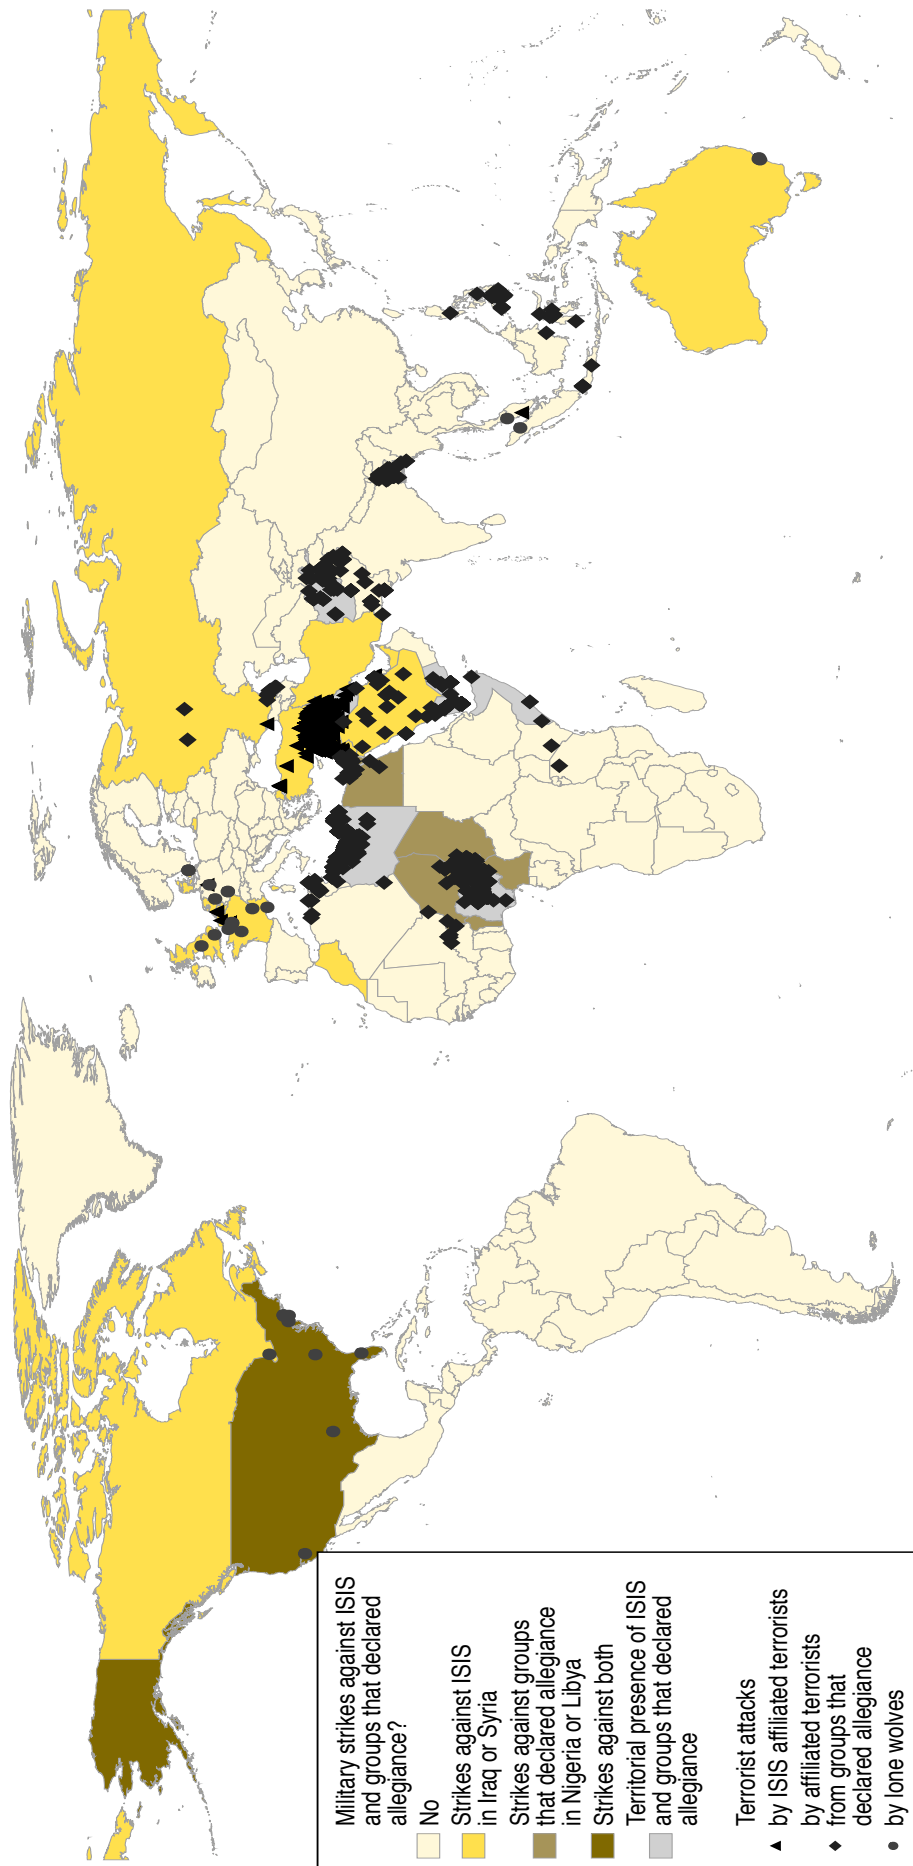 Military strikes against ISIS
and groups that declared
allegiance?
No
Strikes against ISIS
in Iraq or Syria
Strikes against groups
that declared allegiance
in Nigeria or Libya
Strikes against both
Territorial presence of ISIS
and groups that declared
allegiance
Terrorist attacks
by ISIS affiliated terrorists
by affiliated terrorists
from groups that
declared allegiance
by lone wolves